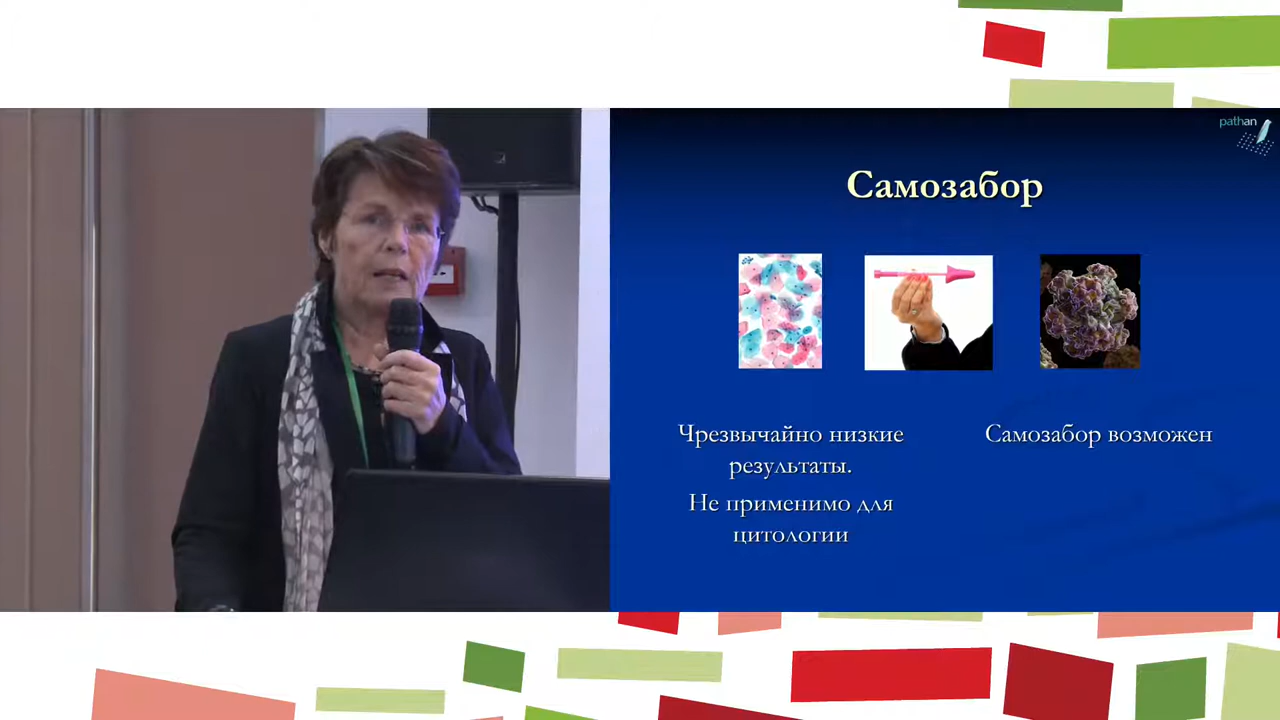 pathan
Самозабор
Чрезвычайно низкие
результаты.
Не применимо для
цитологии
Самозабор возможен